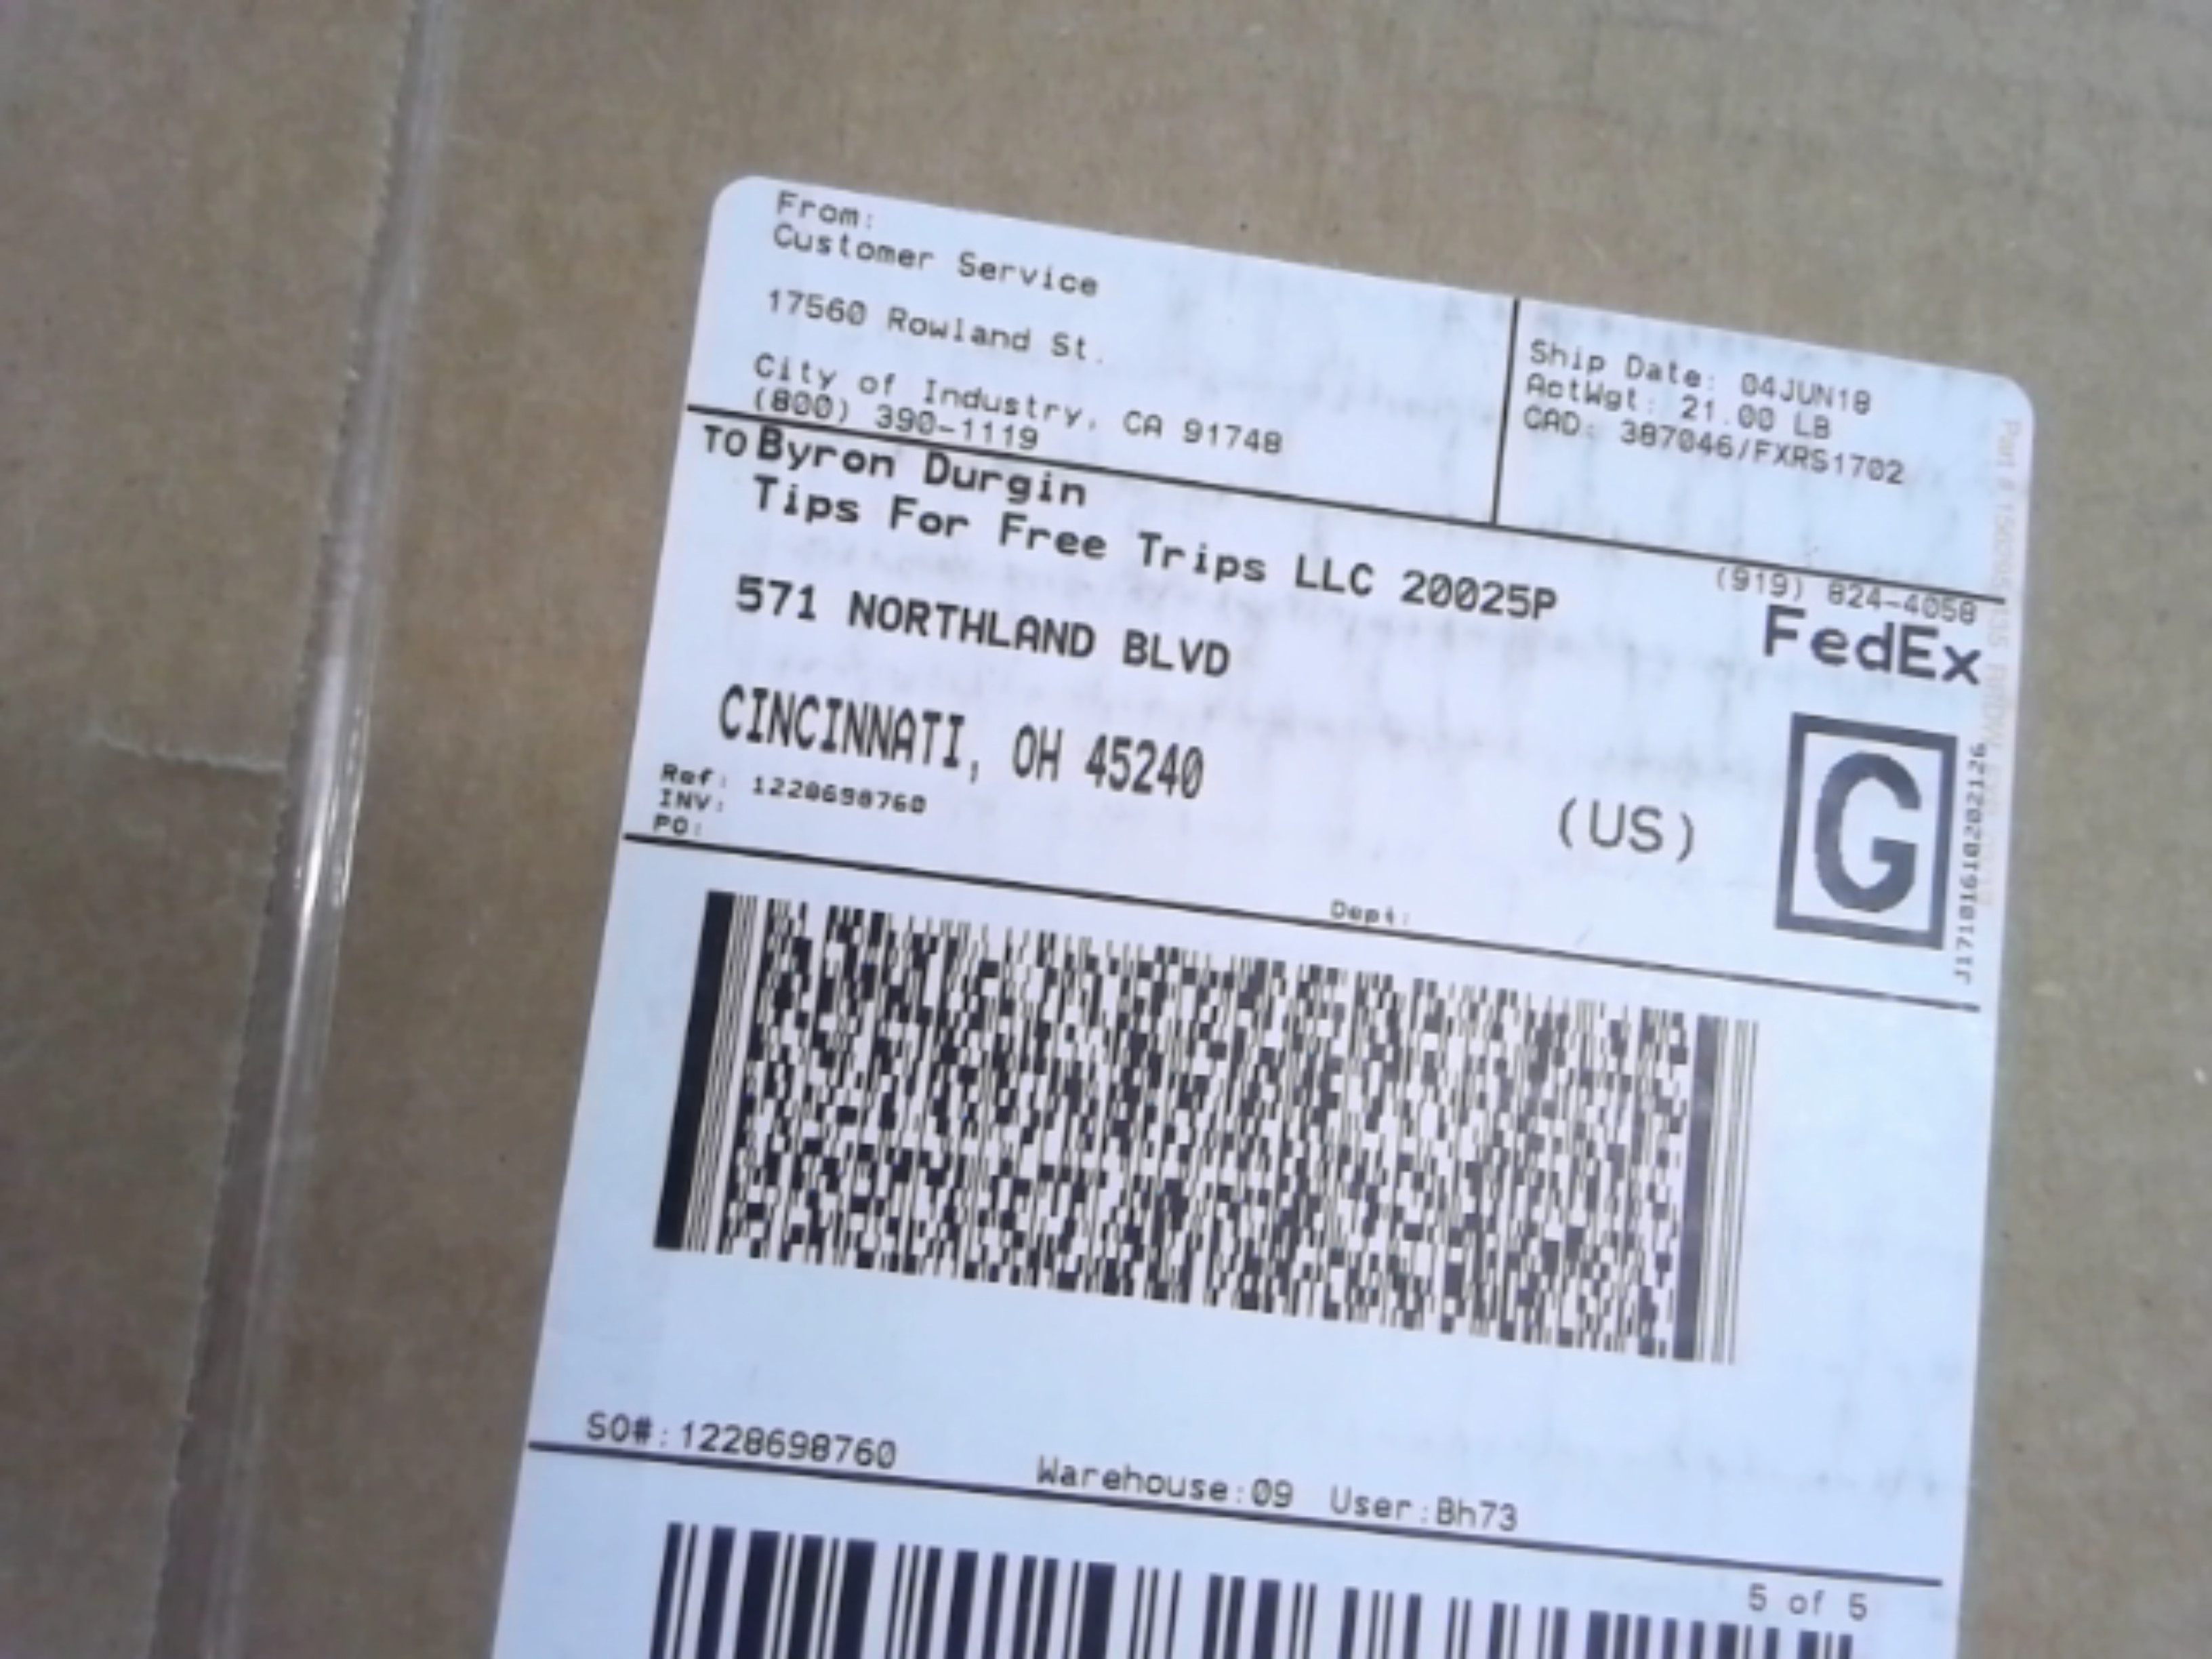 From:
Customer Service
17560 Rowland St.
City of Industry, CA 91748
(800) 390-1119
Ship Date: 04JUN18
ActWgt: 21.00 LB
CAD: 387046/FXRS1702
TO Byron Durgin
Tips For Free Trips LLC 20025P
571 NORTHLAND BLVD
(919) 824-4058
FedEx
CINCINNATI, OH 45240
(US)
G
Ref: 1228698760
INV:
PO:
Dept:
J17181610202126
SO#:1228698760 Warehouse:09 User:Bh73
5 of 5